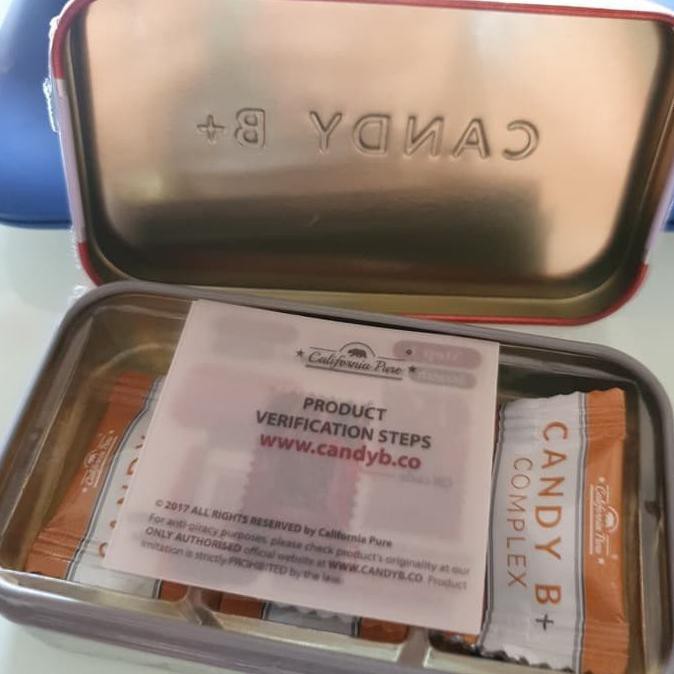 CANDY B+
California Pure
PRODUCT
VERIFICATION STEPS
www.candyb.co
© 2017 ALL RIGHTS RESERVED by California Pure
For anti-piracy purposes, please check product's originality at our
ONLY AUTHORISED official website at WWW.CANDYB.CO. Product
imitation is strictly PROHIBITED by the law.
CANDY B+
COMPLEX
California Pure